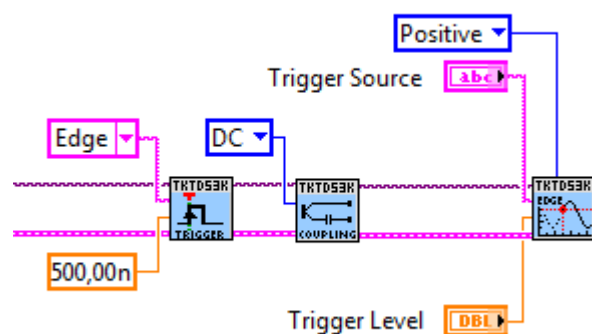 Positive
Trigger Source
abc
Edge
DC
TKTDS3K
TRIGGER
TKTDS3K
COUPLING
TKTDS3K
EDGE
500,00n
Trigger Level
DBL